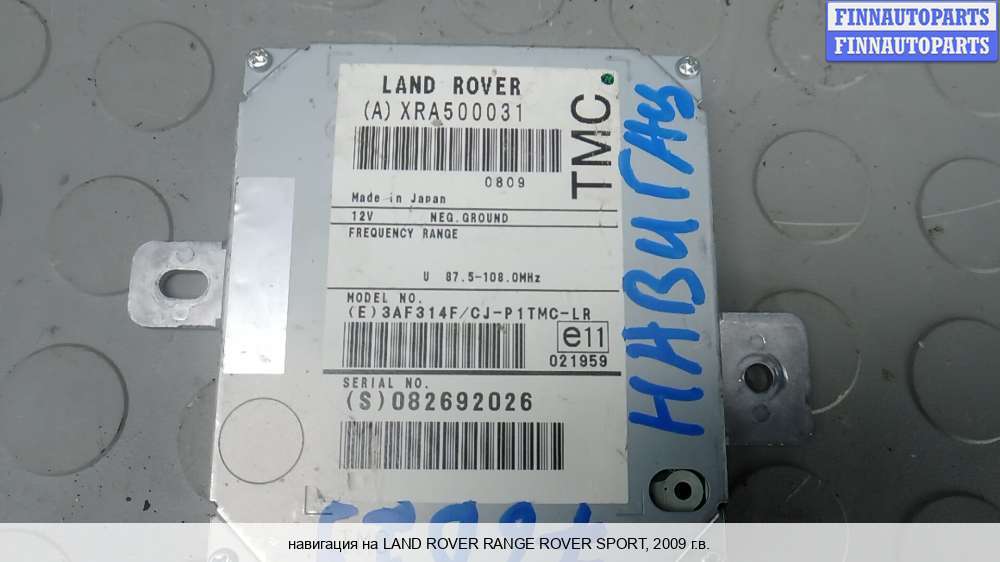 FINNAUTOPARTS
FINNAUTOPARTS
LAND ROVER
(A) XRA500031
TMC
0809
Made in Japan
12V NEG.GROUND
FREQUENCY RANGE
U 87.5-108.0MHz
MODEL NO.
(E)3AF314F/CJ-P1TMC-LR
e11
021959
SERIAL NO.
(S)082692026
НАВИГАЦ
навигация на LAND ROVER RANGE ROVER SPORT, 2009 г.в.